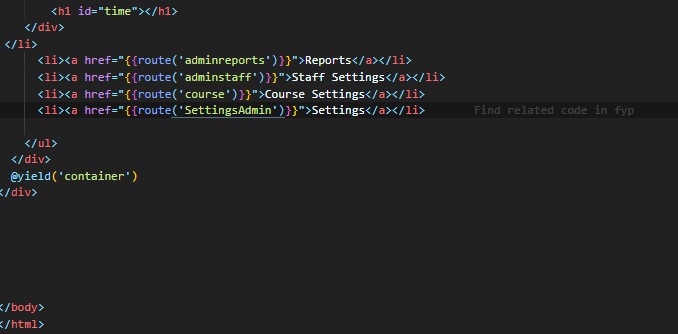 <h1 id="time"></h1>
</div>
</li>
<li><a href="{{route('adminreports')}}">Reports</a></li>
<li><a href="{{route('adminstaff')}}">Staff Settings</a></li>
<li><a href="{{route('course')}}">Course Settings</a></li>
<li><a href="{{route('SettingsAdmin')}}">Settings</a></li> Find related code in fyp
</ul>
</div>
@yield('container')
</div>
</body>
</html>